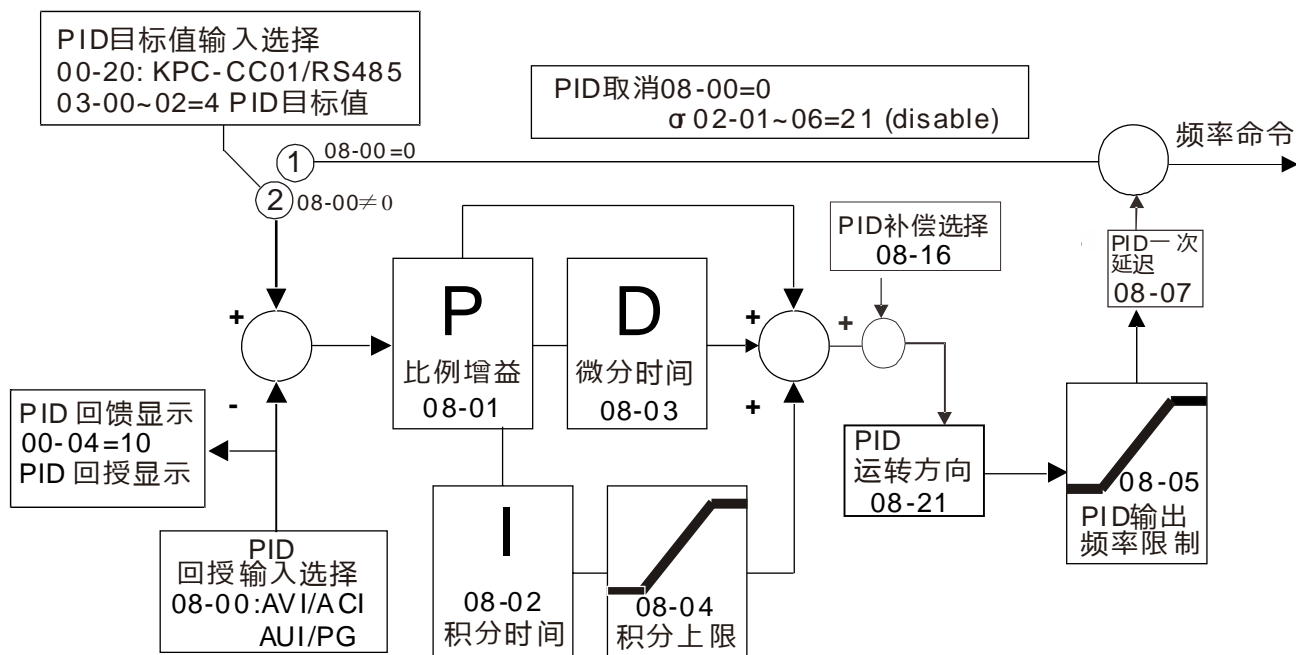 PID目标值输入选择
00-20: KPC-CC01/RS485
03-00~02=4 PID目标值
PID取消08-00=0
02-01~06=21 (disable)
1
08-00=0
频率命令
2
08-00≠0
PID补偿选择
08-16
PID一次
延迟
08-07
+
P
比例增益
08-01
D
微分时间
08-03
+
+
+
-
PID 回馈显示
00-04=10
PID 回授显示
PID
运转方向
08-21
08-05
PID输出
频率限制
I
08-02
积分时间
08-04
积分上限
PID
回授输入选择
08-00:AVI/ACI
AUI/PG